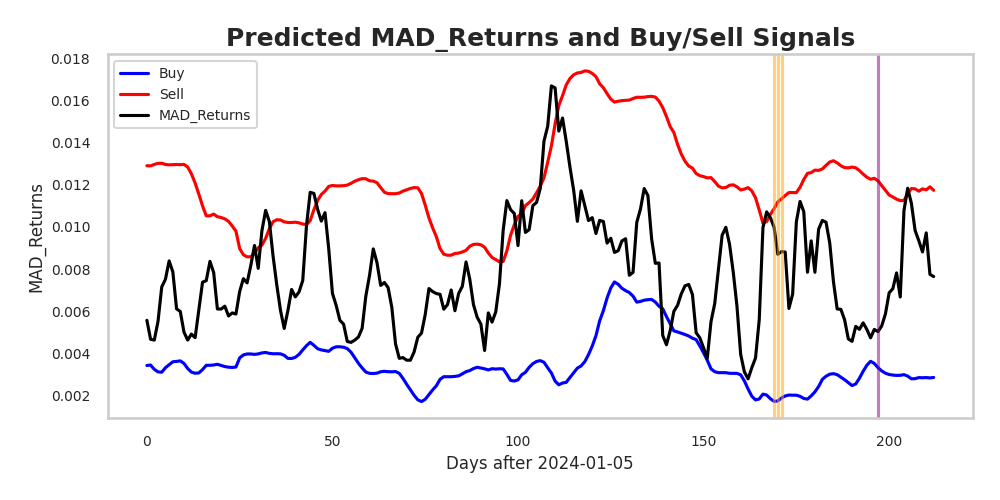 Predicted MAD_Returns and Buy/Sell Signals
Buy
Sell
MAD_Returns
MAD_Returns
0.018
0.016
0.014
0.012
0.010
0.008
0.006
0.004
0.002
0 50 100 150 200
Days after 2024-01-05